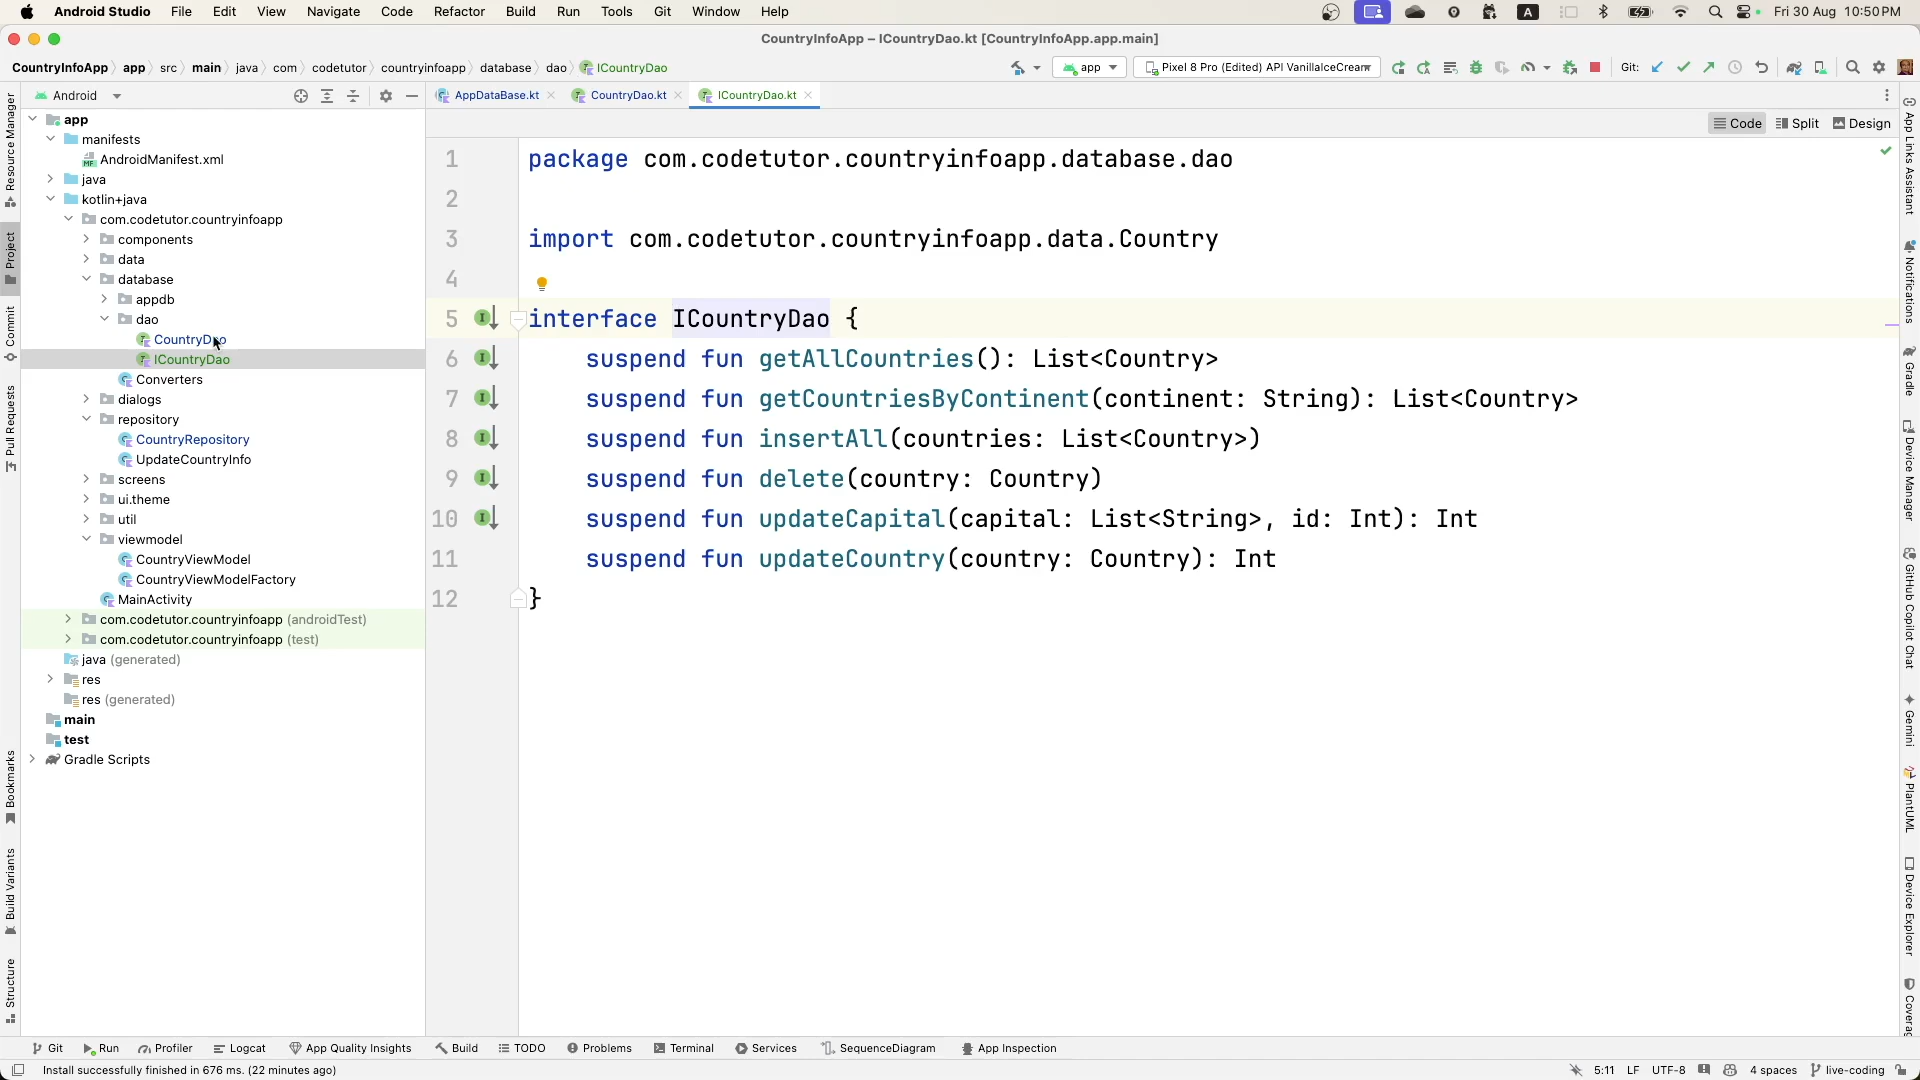 Android Studio File Edit View Navigate Code Refactor Build Run Tools Git Window Help A Fri 30 Aug 10:50 PM
CountryInfoApp – ICountryDao.kt [CountryInfoApp.app.main]
CountryInfoApp app src main java com codetutor countryinfoapp database dao ICountryDao app Pixel 8 Pro (Edited) API VanillaIceCream Git:
Android AppDataBase.kt CountryDao.kt ICountryDao.kt
Code Split Design
app
manifests
AndroidManifest.xml
java
kotlin+java
com.codetutor.countryinfoapp
components
data
database
appdb
dao
CountryDao
ICountryDao
Converters
dialogs
repository
CountryRepository
UpdateCountryInfo
screens
ui.theme
util
viewmodel
CountryViewModel
CountryViewModelFactory
MainActivity
com.codetutor.countryinfoapp (androidTest)
com.codetutor.countryinfoapp (test)
java (generated)
res
res (generated)
main
test
Gradle Scripts
1 package com.codetutor.countryinfoapp.database.dao
2
3 import com.codetutor.countryinfoapp.data.Country
4
5 interface ICountryDao {
6 suspend fun getAllCountries(): List<Country>
7 suspend fun getCountriesByContinent(continent: String): List<Country>
8 suspend fun insertAll(countries: List<Country>)
9 suspend fun delete(country: Country)
10 suspend fun updateCapital(capital: List<String>, id: Int): Int
11 suspend fun updateCountry(country: Country): Int
12 }
Resource Manager
Project
Commit
Pull Requests
Bookmarks
Build Variants
Structure
App Links Assistant
Notifications
Gradle
Device Manager
GitHub Copilot Chat
Gemini
PlantUML
Device Explorer
Git Run Profiler Logcat App Quality Insights Build TODO Problems Terminal Services SequenceDiagram App Inspection
Install successfully finished in 676 ms. (22 minutes ago) 5:11 LF UTF-8 4 spaces live-coding